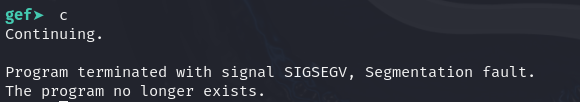 gef➤ c
Continuing.
Program terminated with signal SIGSEGV, Segmentation fault.
The program no longer exists.